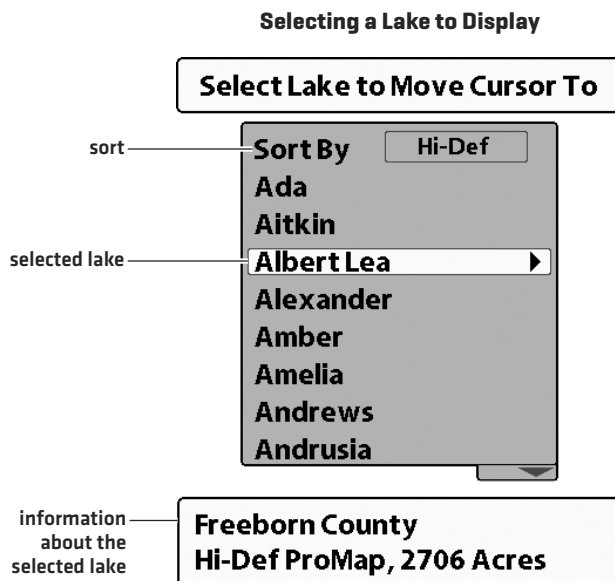 Selecting a Lake to Display
Select Lake to Move Cursor To
sort
Sort By Hi-Def
Ada
Aitkin
selected lake
Albert Lea
Alexander
Amber
Amelia
Andrews
Andrusia
information
about the
selected lake
Freeborn County
Hi-Def ProMap, 2706 Acres